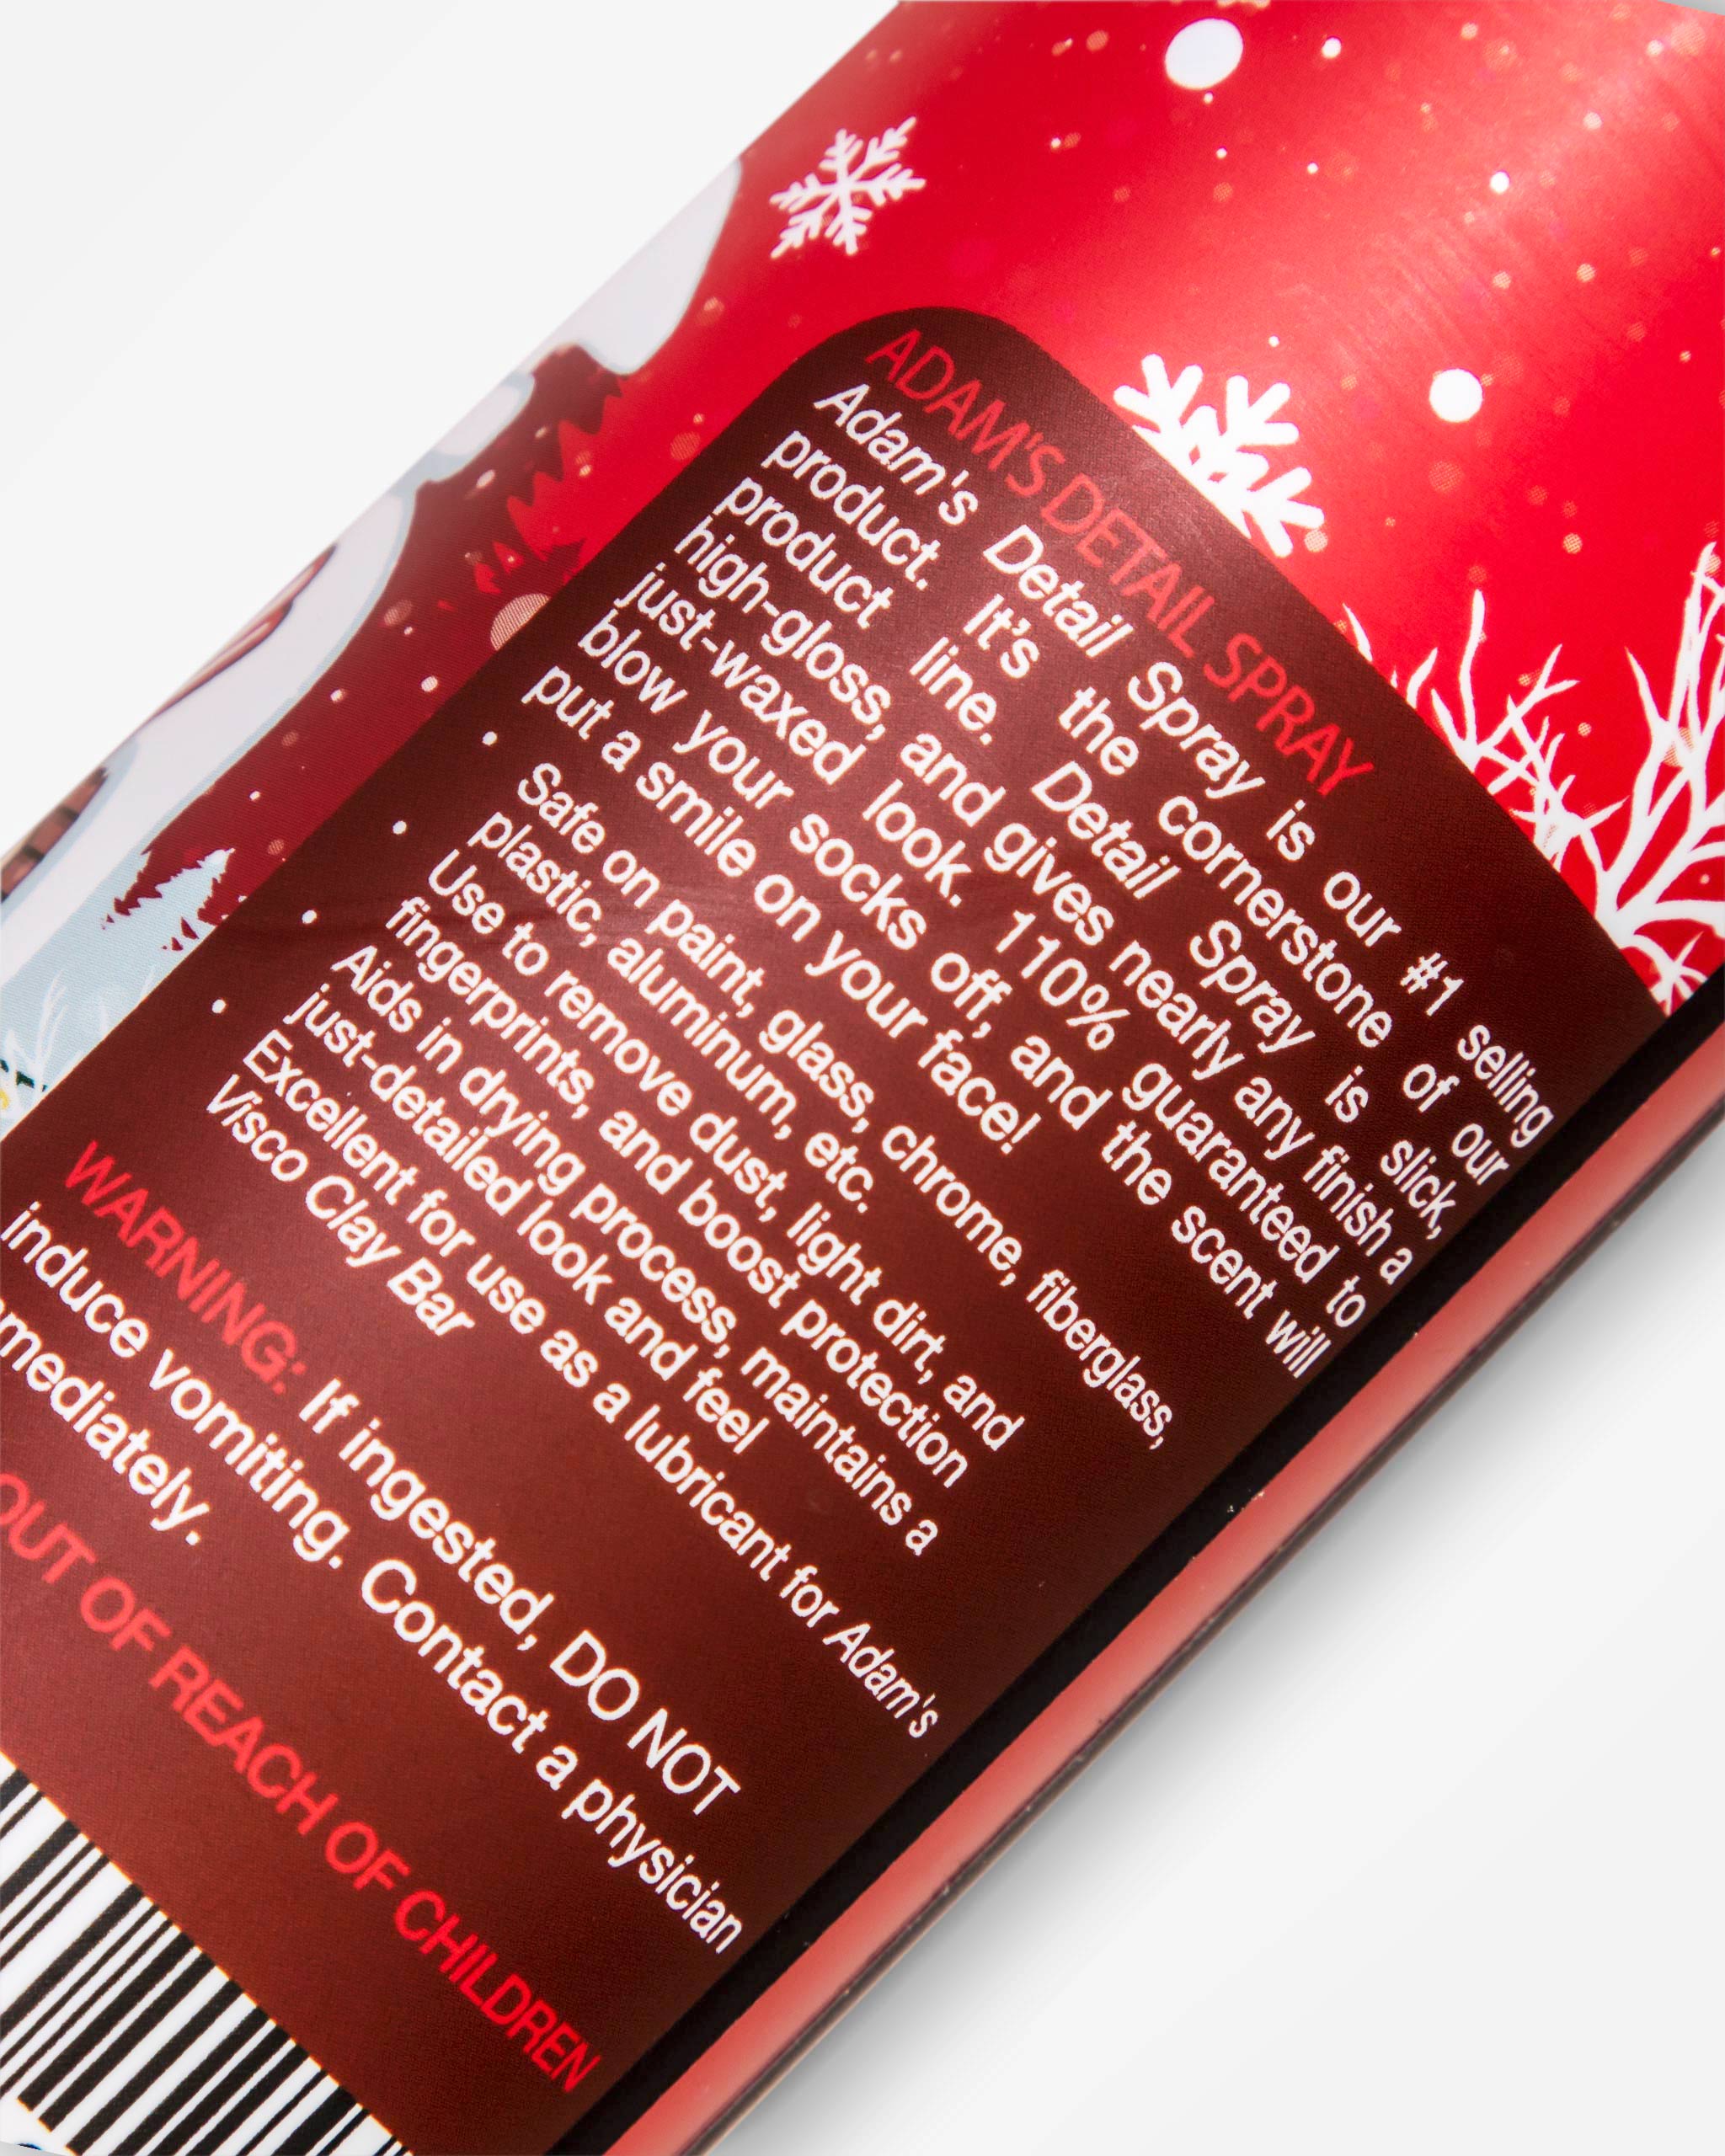 ADAM'S DETAIL SPRAY
Adam's Detail Spray is our #1 selling
product. It's the cornerstone of our
product line. Detail Spray is slick,
high-gloss, and gives nearly any finish a
just-waxed look. 110% guaranteed to
blow your socks off, and the scent will
put a smile on your face!
• Safe on paint, glass, chrome, fiberglass,
plastic, aluminum, etc.
• Use to remove dust, light dirt, and
fingerprints, and boost protection
• Aids in drying process, maintains a
just-detailed look and feel
• Excellent for use as a lubricant for Adam's
Visco Clay Bar
WARNING: If ingested, DO NOT
induce vomiting. Contact a physician
mediately.
OUT OF REACH OF CHILDREN